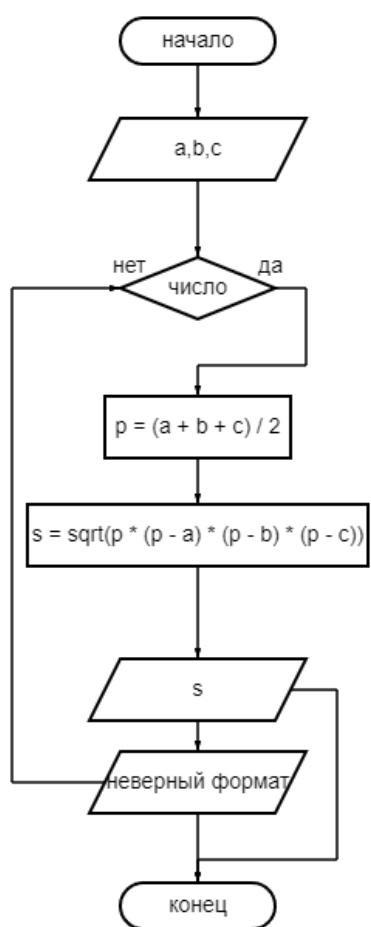 начало
a,b,c
нет
да
число
p = (a + b + c) / 2
s = sqrt(p * (p - a) * (p - b) * (p - c))
s
неверный формат
конец